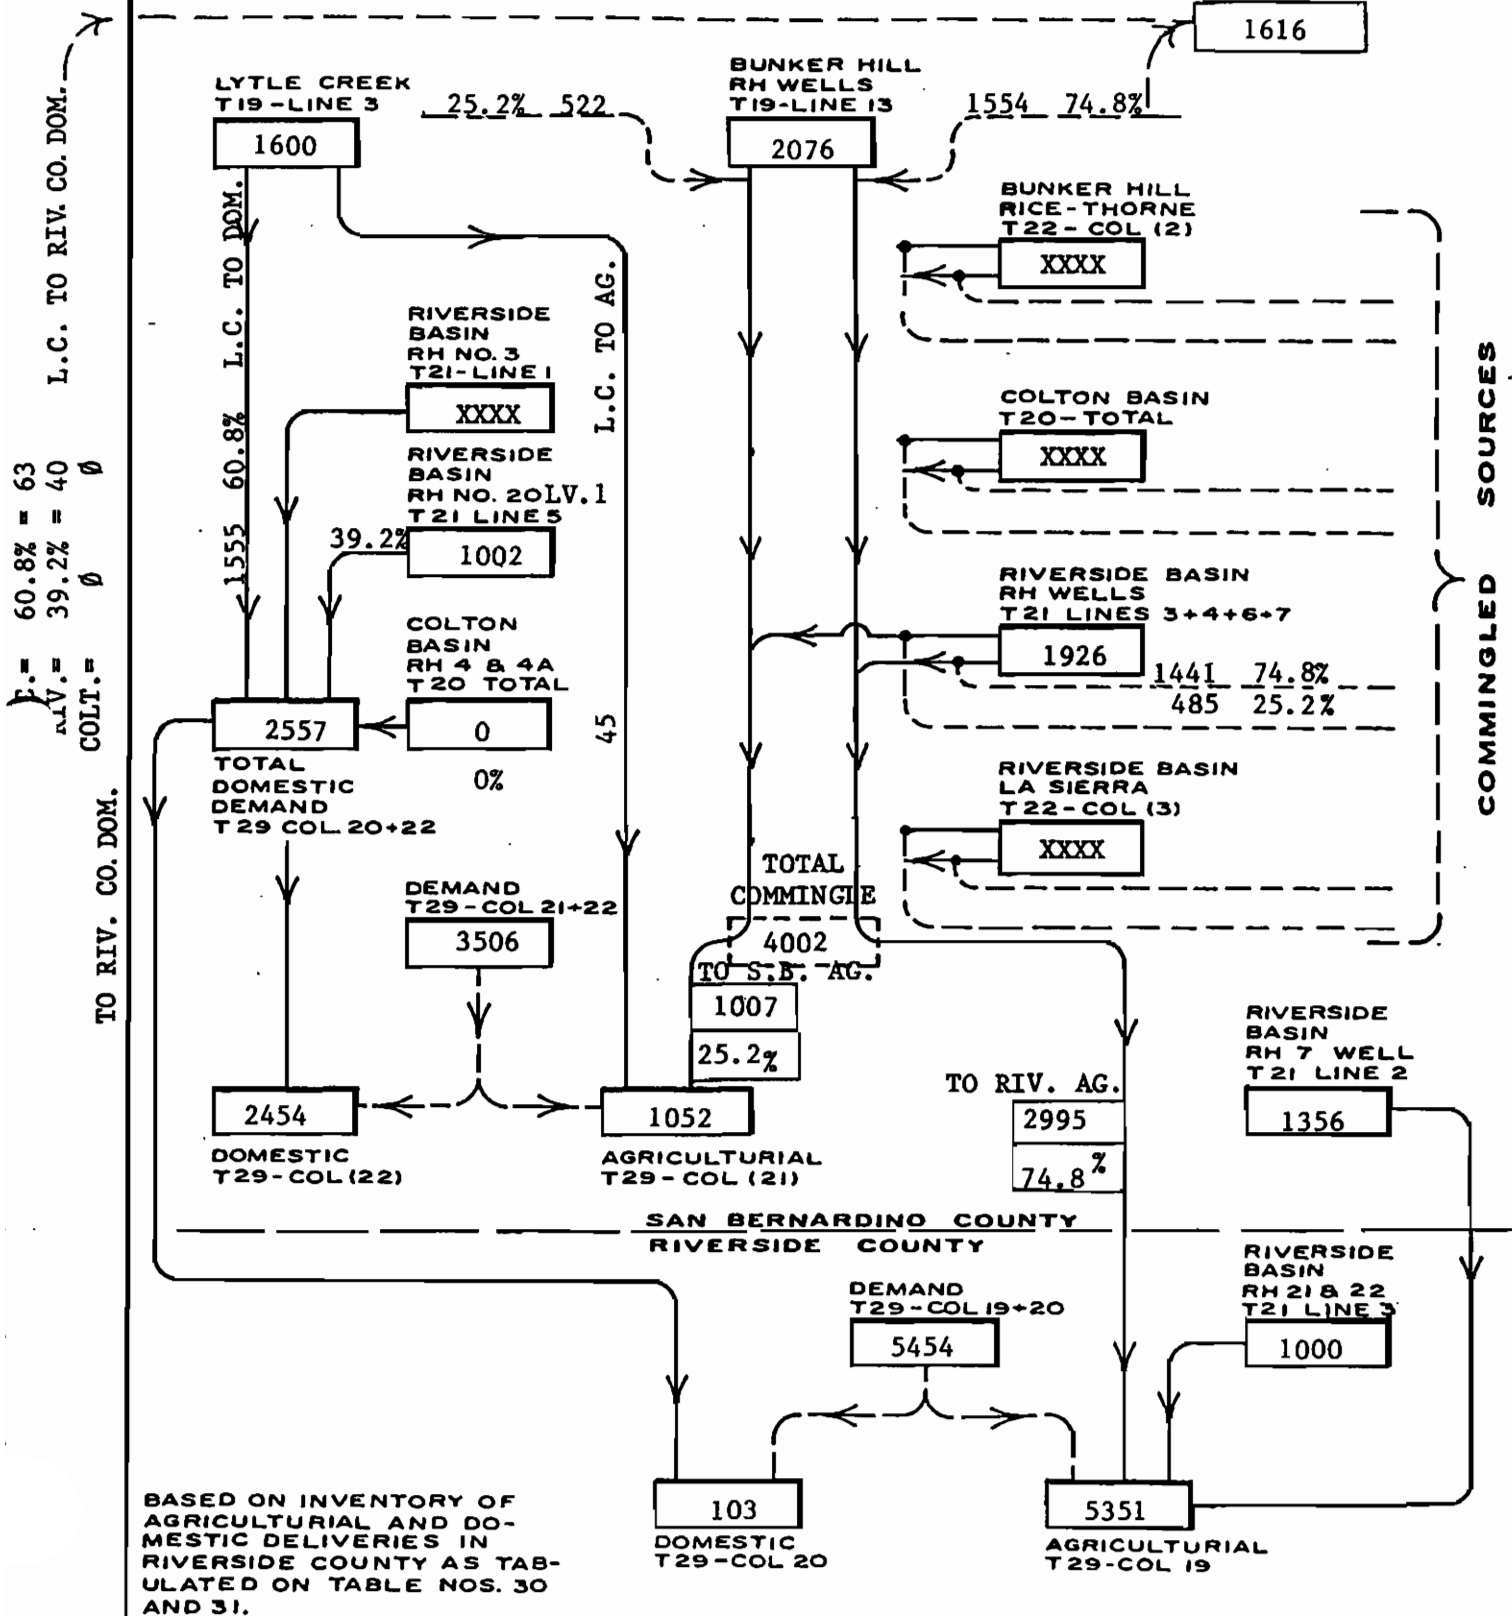 1616
LYTLE CREEK
T19-LINE 3
1600
25.2% 522
BUNKER HILL
RH WELLS
T19-LINE 13
2076
1554 74.8%
BUNKER HILL
RICE-THORNE
T22-COL (2)
XXXX
L.C. TO RIV. CO. DOM.
1555 60.8% L.C. TO DOM.
L.C. TO AG.
45
RIVERSIDE
BASIN
RH NO. 3
T21-LINE 1
XXXX
RIVERSIDE
BASIN
RH NO. 20LV.1
T21 LINE 5
39.2%
1002
COLTON BASIN
T20-TOTAL
XXXX
COMMINGLED SOURCES
60.8% = 63
39.2% = 40
COLT.= Ø Ø
COLTON
BASIN
RH 4 & 4A
T20 TOTAL
0
0%
2557
TOTAL
DOMESTIC
DEMAND
T29 COL.20+22
RIVERSIDE BASIN
RH WELLS
T21 LINES 3+4+6+7
1926
1441 74.8%
485 25.2%
RIVERSIDE BASIN
LA SIERRA
T22-COL (3)
XXXX
TO RIV. CO. DOM.
TOTAL
COMMINGLE
4002
TO S.B. AG.
1007
25.2%
DEMAND
T29-COL 21+22
3506
2454
DOMESTIC
T29-COL (22)
1052
AGRICULTURIAL
T29-COL (21)
TO RIV. AG.
2995
74.8%
RIVERSIDE
BASIN
RH 7 WELL
T21 LINE 2
1356
SAN BERNARDINO COUNTY
RIVERSIDE COUNTY
DEMAND
T29-COL 19+20
5454
RIVERSIDE
BASIN
RH 21 & 22
T21 LINE 3
1000
103
DOMESTIC
T29-COL 20
5351
AGRICULTURIAL
T29-COL 19
BASED ON INVENTORY OF
AGRICULTURIAL AND DO-
MESTIC DELIVERIES IN
RIVERSIDE COUNTY AS TAB-
ULATED ON TABLE NOS. 30
AND 31.